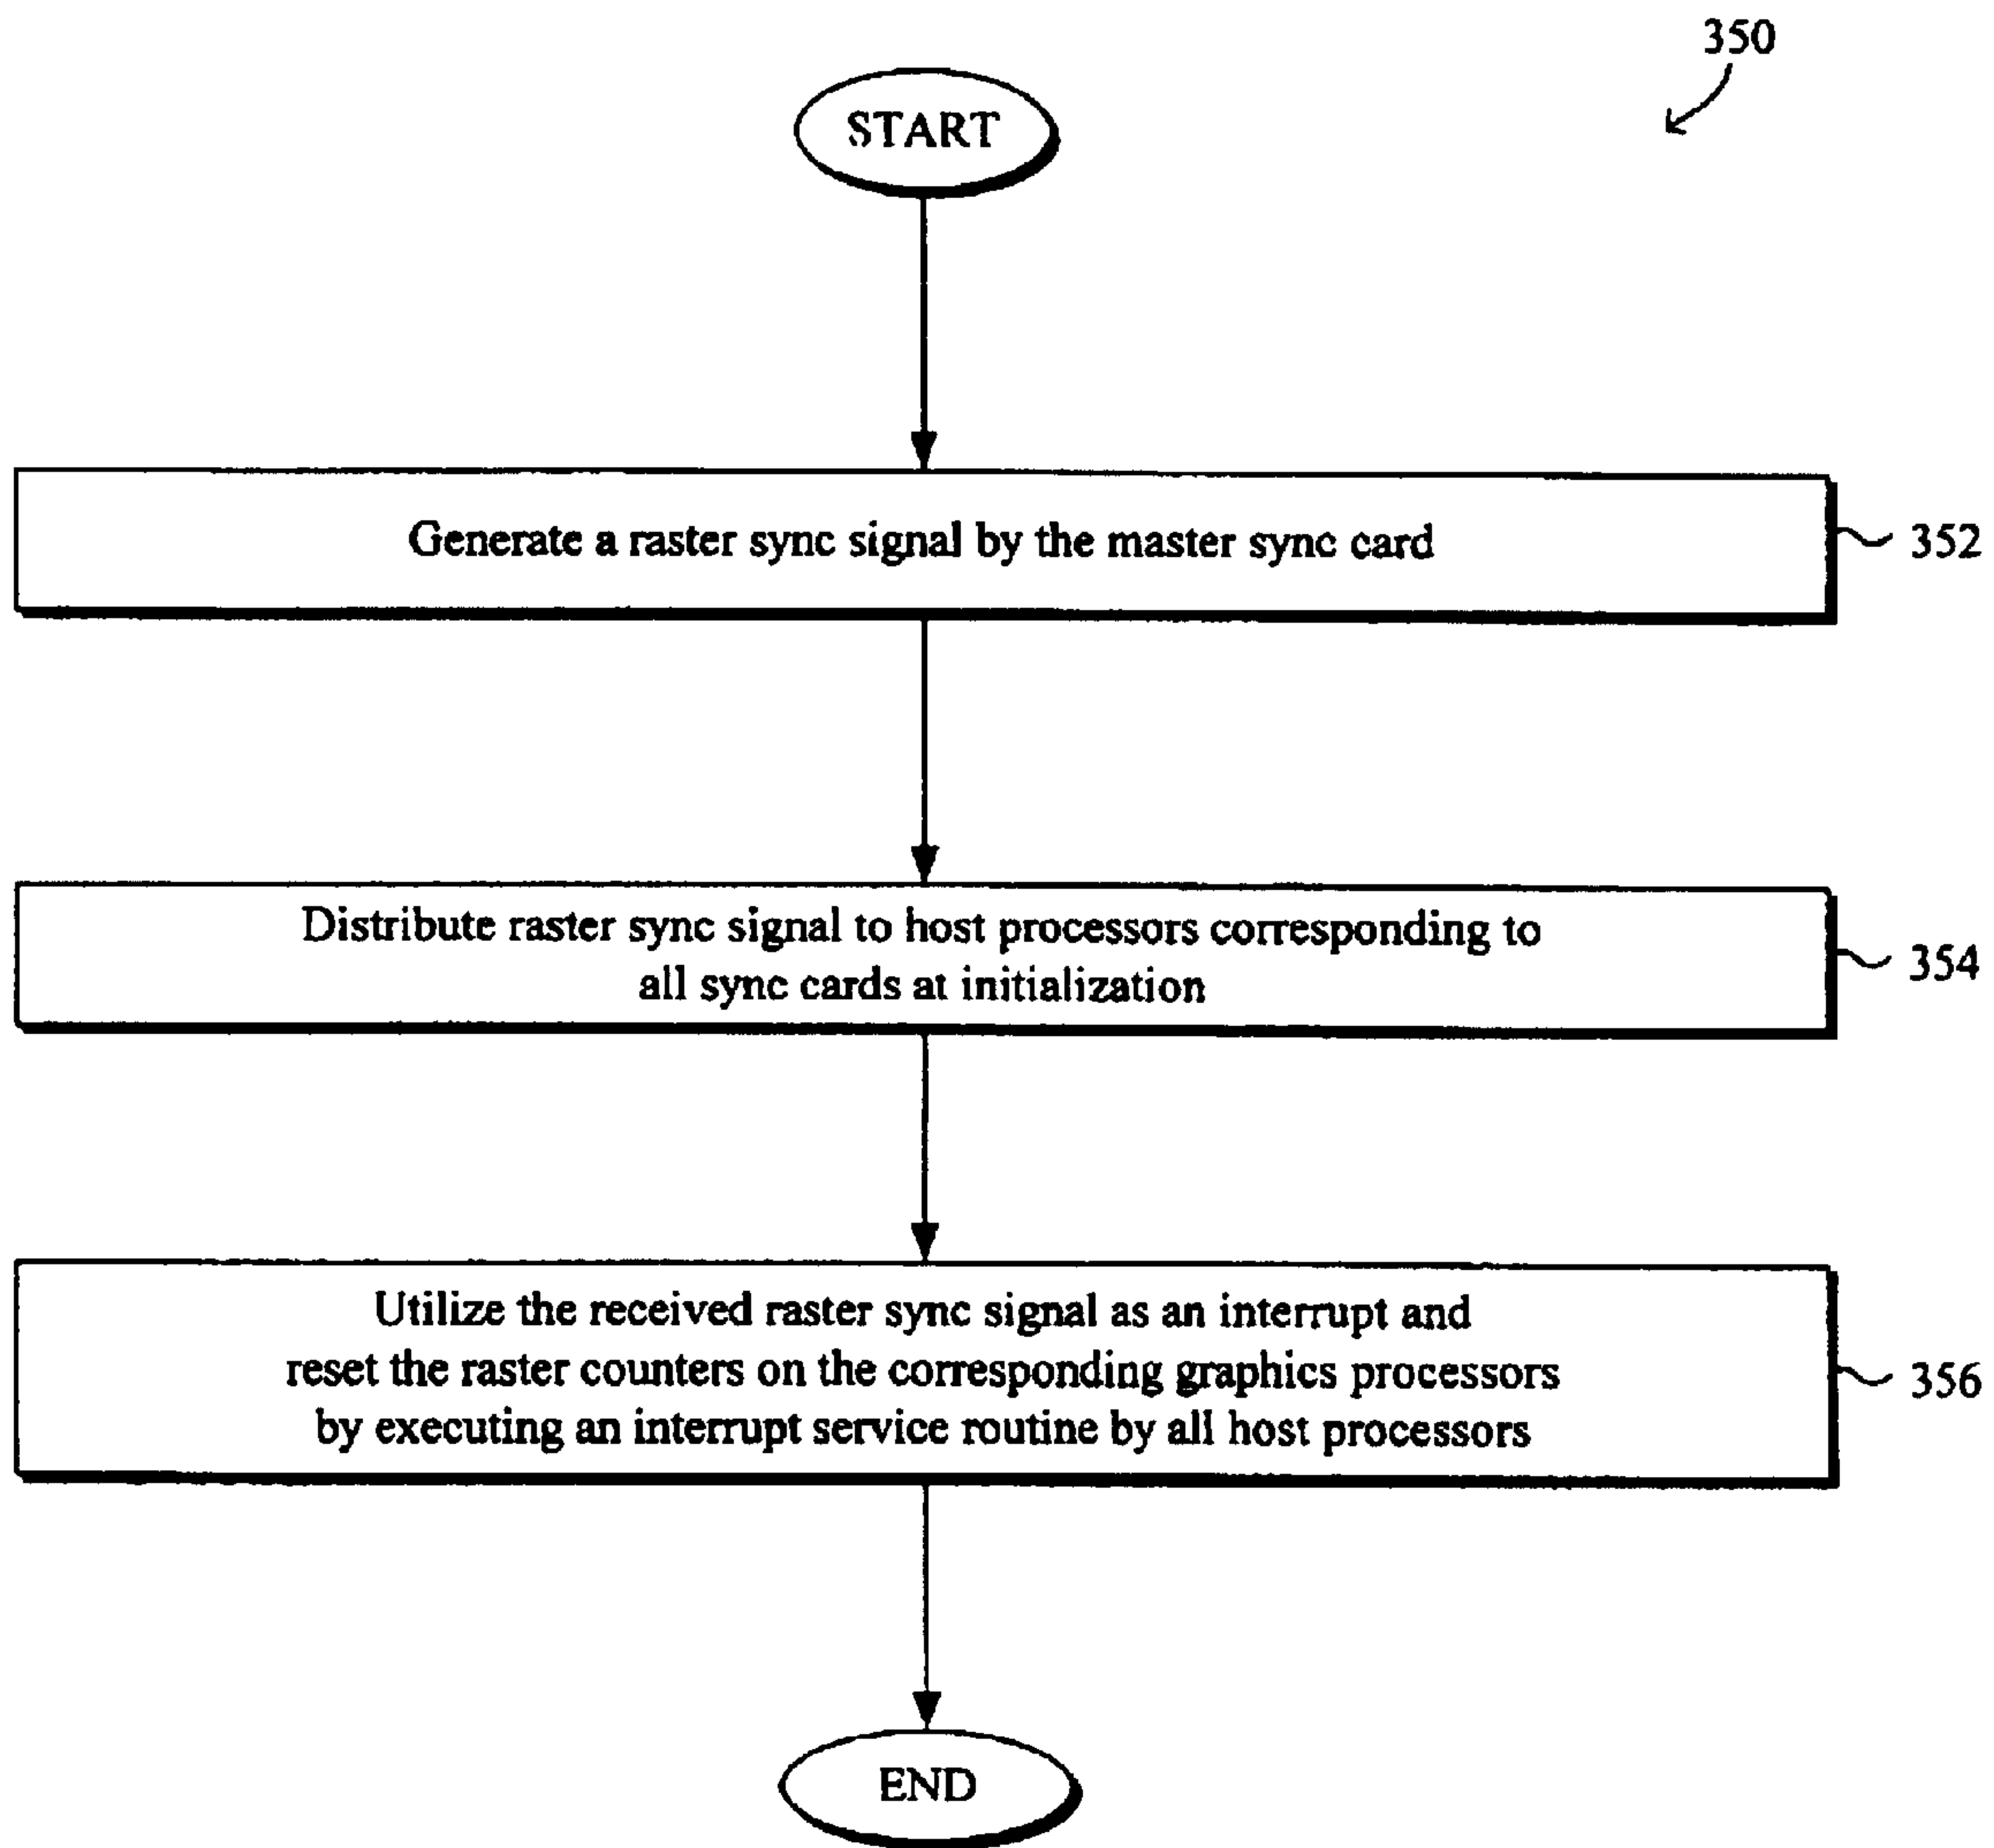 350
START
Generate a raster sync signal by the master sync card
352
Distribute raster sync signal to host processors corresponding to
all sync cards at initialization
354
Utilize the received raster sync signal as an interrupt and
reset the raster counters on the corresponding graphics processors
by executing an interrupt service routine by all host processors
356
END